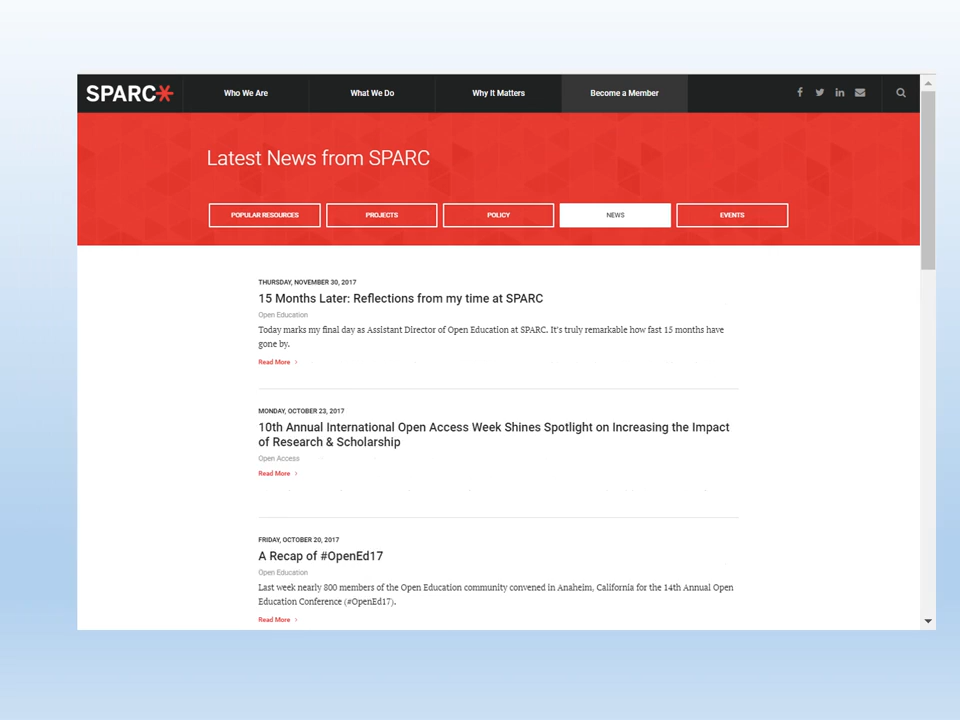 SPARC
Who We Are
What We Do
Why It Matters
Become a Member
Latest News from SPARC
POPULAR RESOURCES
PROJECTS
POLICY
NEWS
EVENTS
THURSDAY, NOVEMBER 30, 2017
15 Months Later: Reflections from my time at SPARC
Open Education
Today marks my final day as Assistant Director of Open Education at SPARC. It's truly remarkable how fast 15 months have
gone by.
Read More
MONDAY, OCTOBER 23, 2017
10th Annual International Open Access Week Shines Spotlight on Increasing the Impact
of Research & Scholarship
Open Access
Read More
FRIDAY, OCTOBER 20, 2017
A Recap of #OpenEd17
Open Education
Last week nearly 800 members of the Open Education community convened in Anaheim, California for the 14th Annual Open
Education Conference (#OpenEd17).
Read More